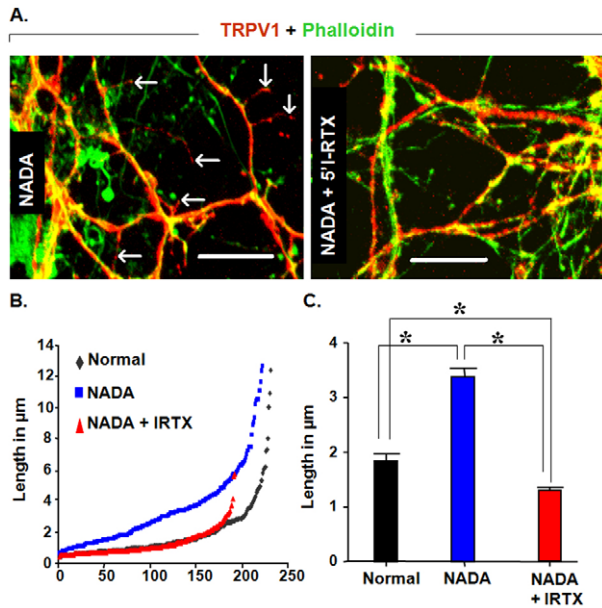 A.
TRPV1 + Phalloidin
NADA
NADA + 5'I-RTX
B.
14
12
10
8
6
4
2
0
Length in µm
Normal
NADA
NADA + IRTX
0 50 100 150 200 250
C.
* 
* *
4
3
2
1
0
Length in µm
Normal NADA NADA
+ IRTX